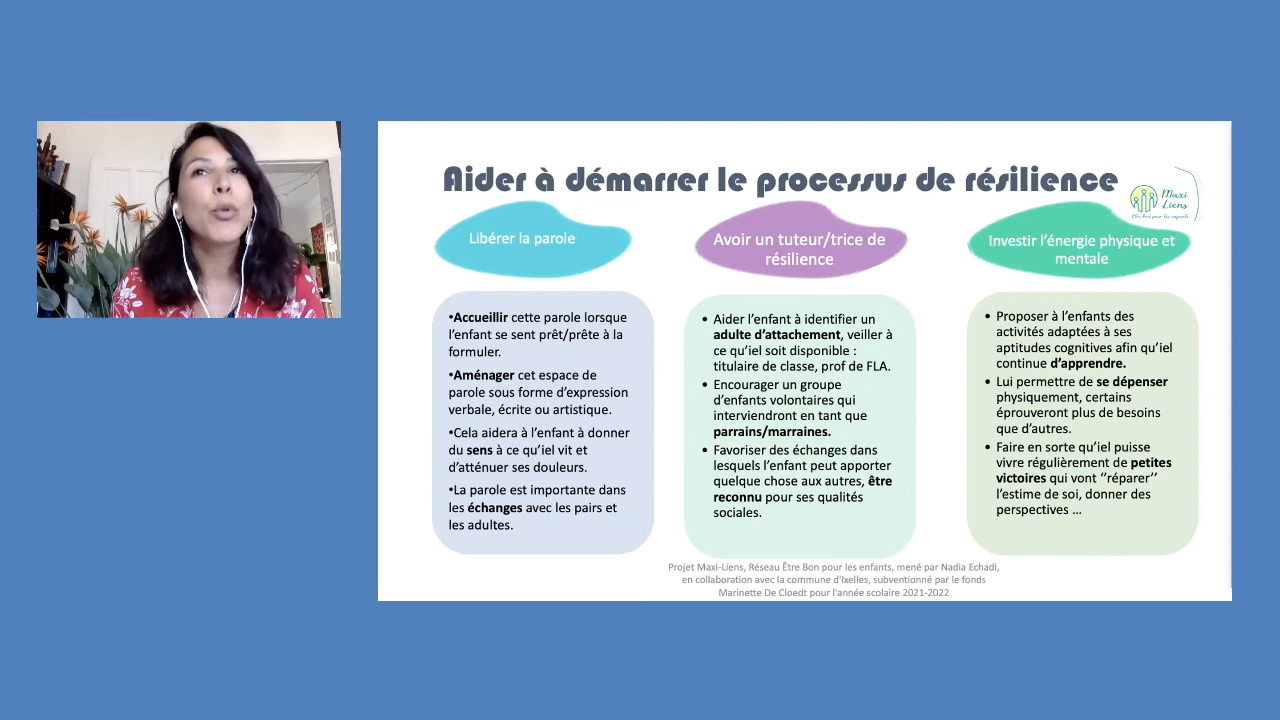 Aider à démarrer le processus de résilience
Maxi
Liens
Être bon pour les enfants
Libérer la parole
•Accueillir cette parole lorsque
l'enfant se sent prêt/prête à la
formuler.
•Aménager cet espace de
parole sous forme d'expression
verbale, écrite ou artistique.
•Cela aidera à l'enfant à donner
du sens à ce qu'iel vit et
d'atténuer ses douleurs.
•La parole est importante dans
les échanges avec les pairs et
les adultes.
Avoir un tuteur/trice de
résilience
• Aider l'enfant à identifier un
adulte d'attachement, veiller à
ce qu'iel soit disponible :
titulaire de classe, prof de FLA.
• Encourager un groupe
d'enfants volontaires qui
interviendront en tant que
parrains/marraines.
• Favoriser des échanges dans
lesquels l'enfant peut apporter
quelque chose aux autres, être
reconnu pour ses qualités
sociales.
Investir l'énergie physique et
mentale
• Proposer à l'enfants des
activités adaptées à ses
aptitudes cognitives afin qu'iel
continue d'apprendre.
• Lui permettre de se dépenser
physiquement, certains
éprouveront plus de besoins
que d'autres.
• Faire en sorte qu'iel puisse
vivre régulièrement de petites
victoires qui vont ‘'réparer’'
l'estime de soi, donner des
perspectives …
Projet Maxi-Liens, Réseau Être Bon pour les enfants, mené par Nadia Echadi,
en collaboration avec la commune d'Ixelles, subventionné par le fonds
Marinette De Cloedt pour l'année scolaire 2021-2022